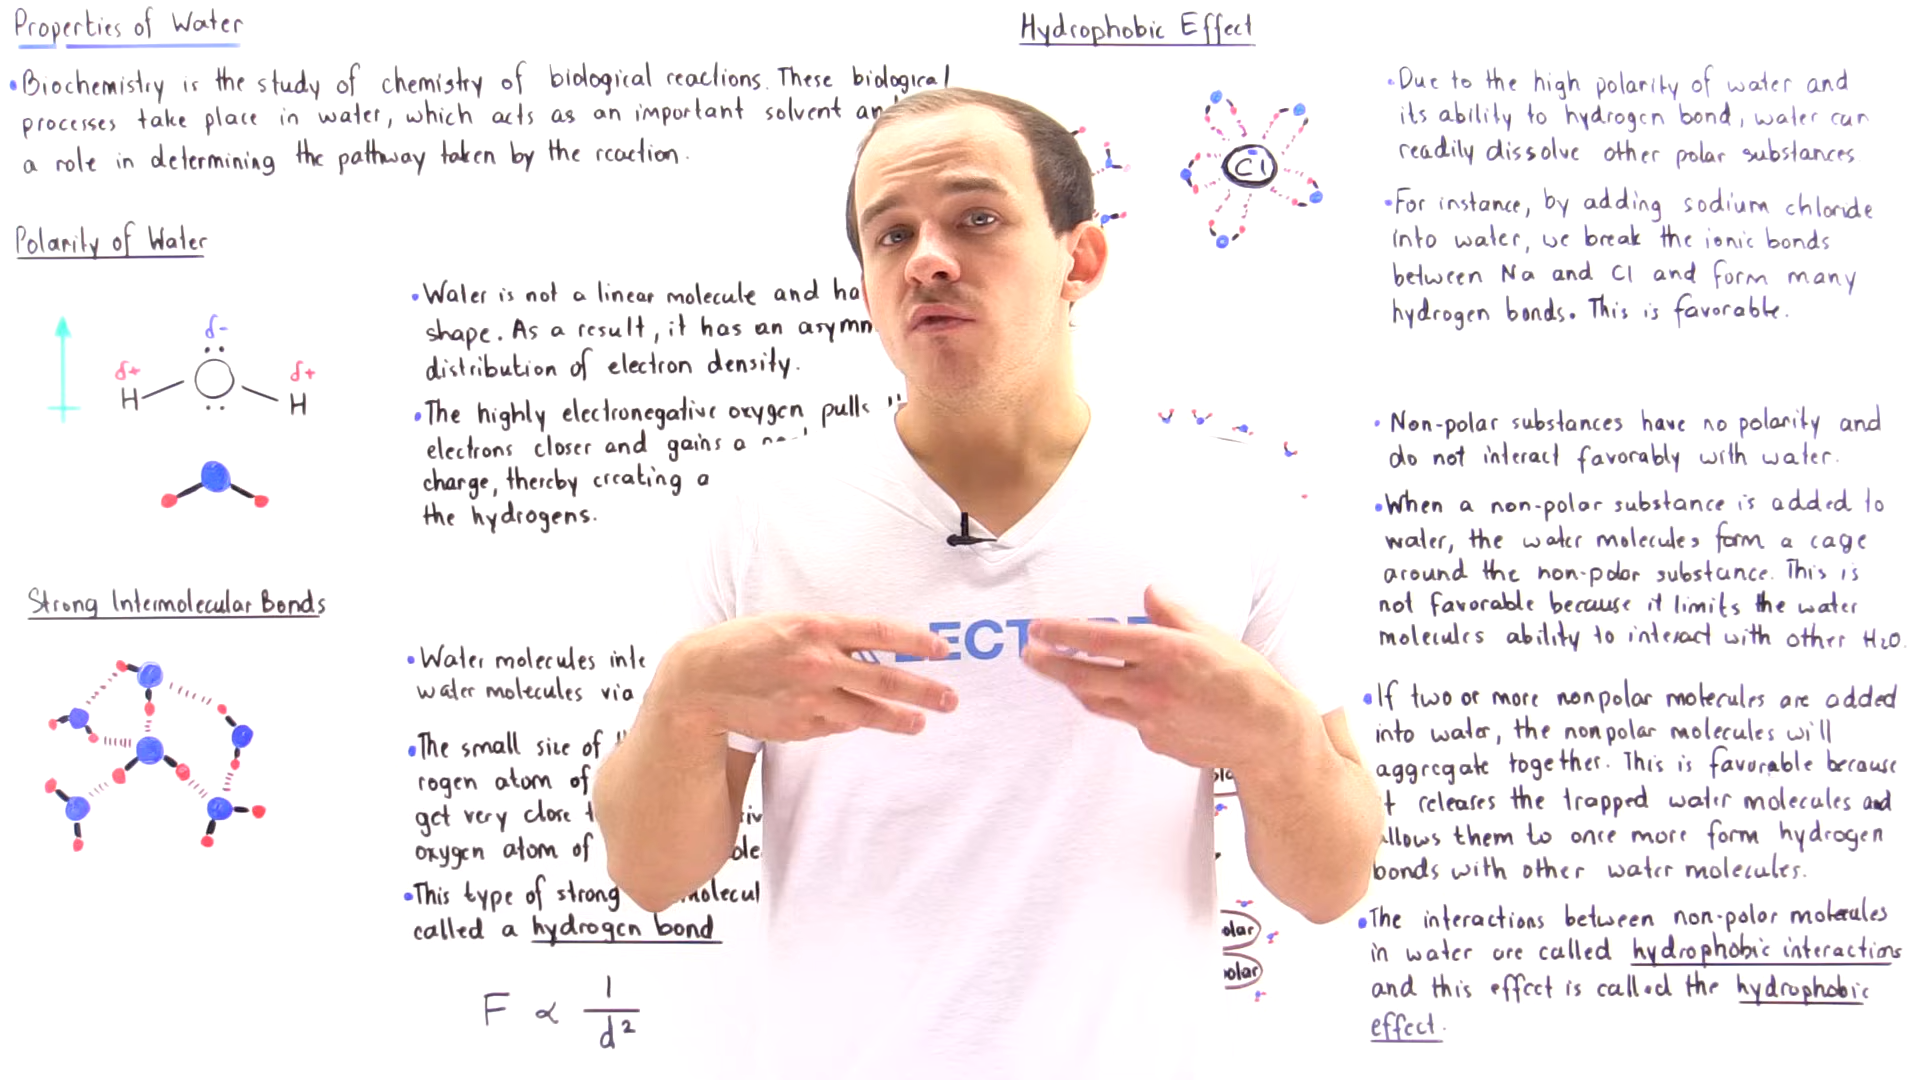 Properties of Water
•Biochemistry is the study of chemistry of biological reactions. These biological
processes take place in water, which acts as an important solvent an
a role in determining the pathway taken by the reaction.
Polarity of Water
δ-
δ+
δ+
H
H
•Water is not a linear molecule and ha
shape. As a result, it has an asymm
distribution of electron density.
•The highly electronegative oxygen pulls
electrons closer and gains a
charge, thereby creating a
the hydrogens.
Strong Intermolecular Bonds
•Water molecules inte
water molecules via
•The small size of
rogen atom of
get very close t
oxygen atom of
•This type of strong molecul
called a hydrogen bond
F ∝ 1
d²
LECTURE
Hydrophobic Effect
Cl
-
•Due to the high polarity of water and
its ability to hydrogen bond, water can
readily dissolve other polar substances
•For instance, by adding sodium chloride
into water, we break the ionic bonds
between Na and Cl and form many
hydrogen bonds. This is favorable.
• Non-polar substances have no polarity and
do not interact favorably with water.
•When a non-polar substance is added to
water, the water molecules form a cage
around the non-polar substance. This is
not favorable because it limits the water
molecules ability to interact with other H2O.
•If two or more nonpolar molecules are added
into water, the nonpolar molecules will
aggregate together. This is favorable because
t releases the trapped water molecules and
llows them to once more form hydrogen
bonds with other water molecules.
•The interactions between non-polar molecules
in water are called hydrophobic interactions
and this effect is called the hydrophobic
effect.
olar
olar